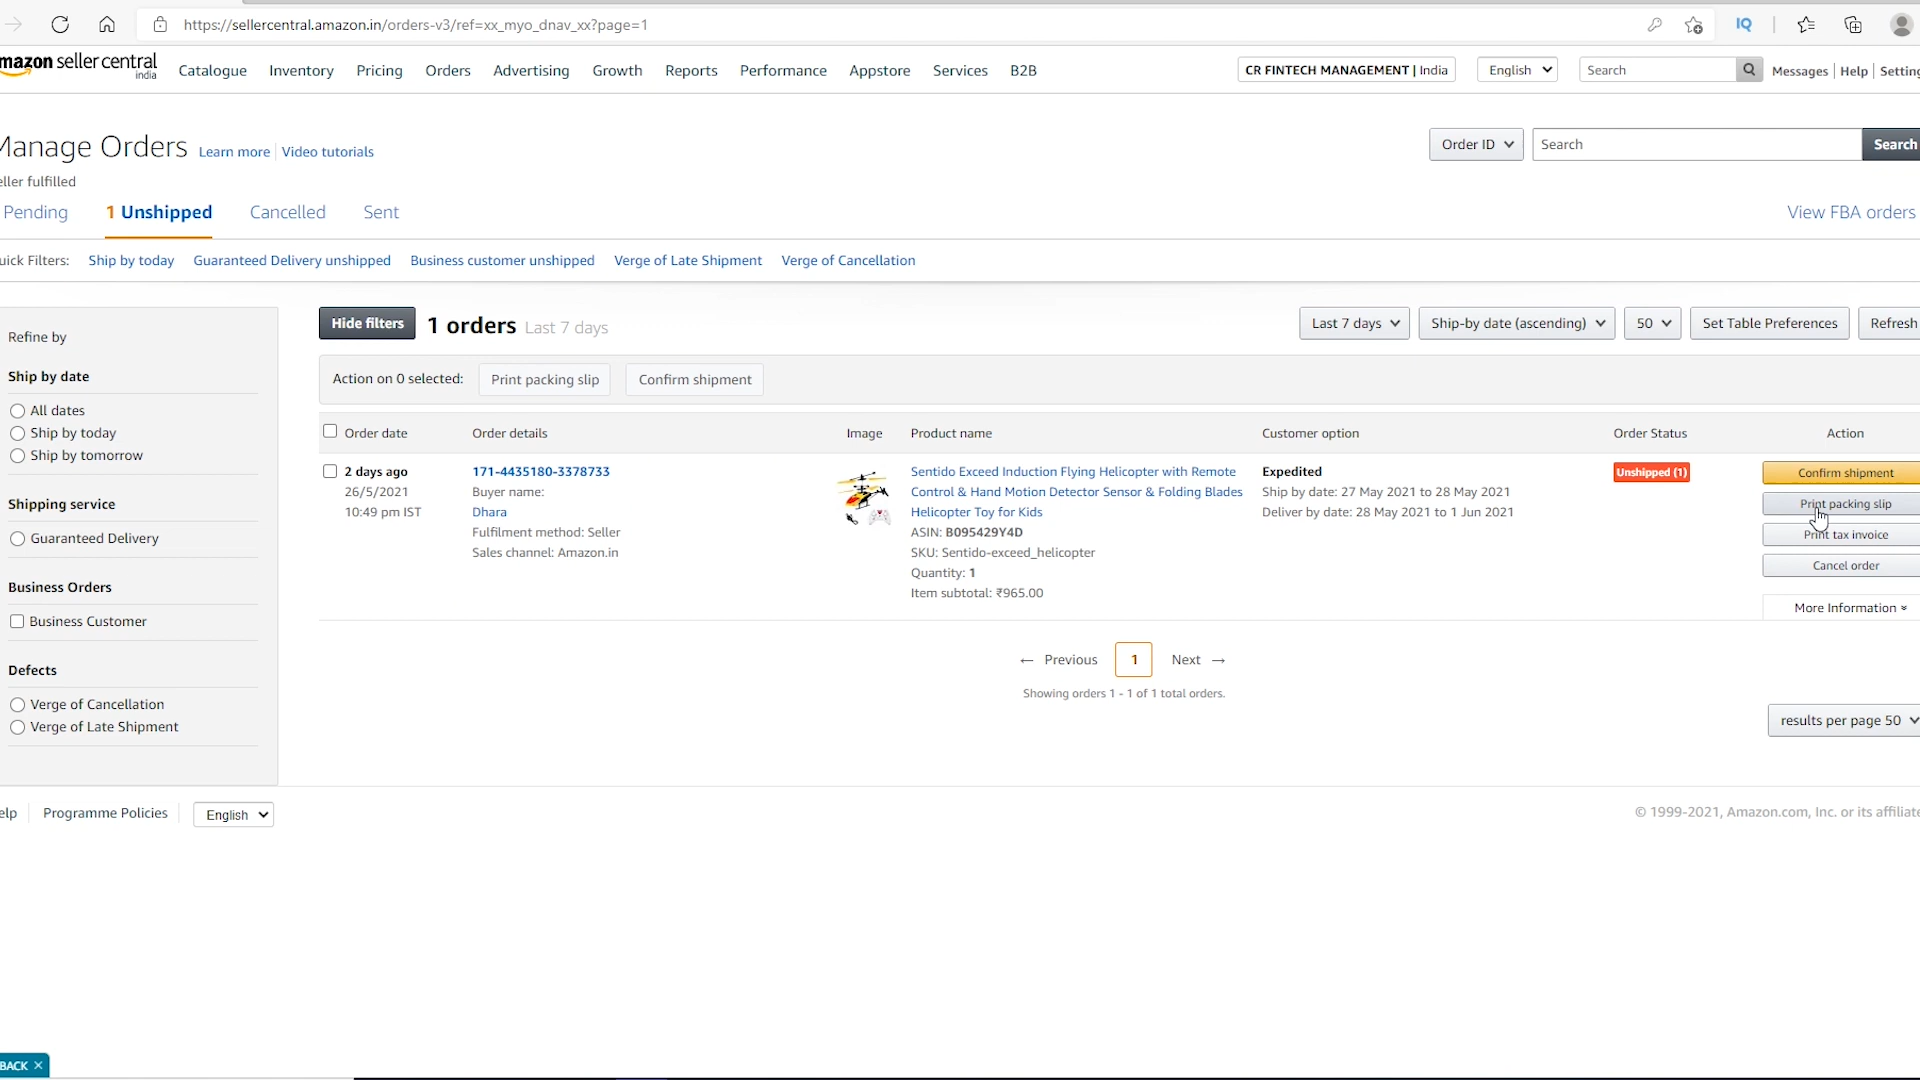 https://sellercentral.amazon.in/orders-v3/ref=xx_myo_dnav_xx?page=1
IQ
mazon seller central
india
Catalogue Inventory Pricing Orders Advertising Growth Reports Performance Appstore Services B2B
CR FINTECH MANAGEMENT | India
English
Search
Messages Help Setting
Manage Orders Learn more Video tutorials
Order ID Search Search
eller fulfilled
Pending 1 Unshipped Cancelled Sent
View FBA orders
uick Filters: Ship by today Guaranteed Delivery unshipped Business customer unshipped Verge of Late Shipment Verge of Cancellation
Refine by
Ship by date
All dates
Ship by today
Ship by tomorrow
Shipping service
Guaranteed Delivery
Business Orders
Business Customer
Defects
Verge of Cancellation
Verge of Late Shipment
Hide filters 1 orders Last 7 days
Last 7 days Ship-by date (ascending) 50 Set Table Preferences Refresh
Action on 0 selected: Print packing slip Confirm shipment
Order date Order details Image Product name Customer option Order Status Action
2 days ago
26/5/2021
10:49 pm IST
171-4435180-3378733
Buyer name:
Dhara
Fulfilment method: Seller
Sales channel: Amazon.in
Sentido Exceed Induction Flying Helicopter with Remote
Control & Hand Motion Detector Sensor & Folding Blades
Helicopter Toy for Kids
ASIN: B095429Y4D
SKU: Sentido-exceed_helicopter
Quantity: 1
Item subtotal: ₹965.00
Expedited
Ship by date: 27 May 2021 to 28 May 2021
Deliver by date: 28 May 2021 to 1 Jun 2021
Unshipped (1)
Confirm shipment
Print packing slip
Print tax invoice
Cancel order
More Information
← Previous 1 Next →
Showing orders 1 - 1 of 1 total orders.
results per page 50
elp Programme Policies English
© 1999-2021, Amazon.com, Inc. or its affiliate
BACK ×